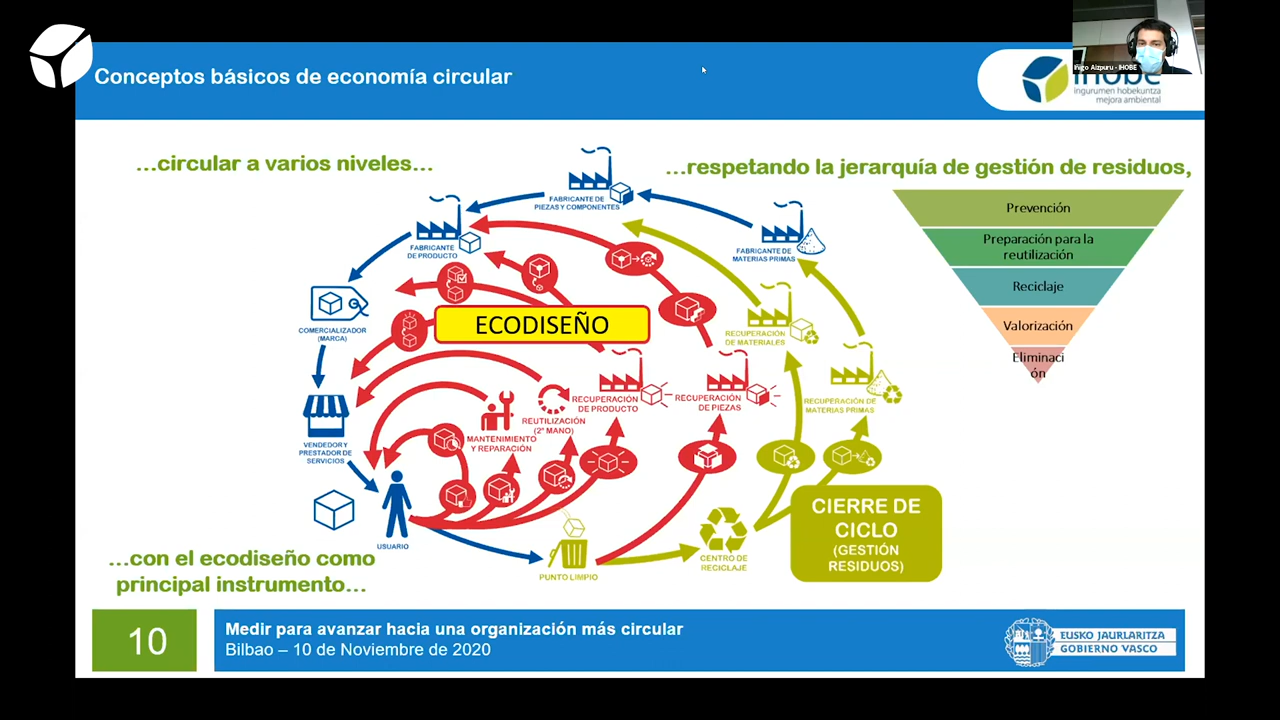 Conceptos básicos de economía circular
Iñigo Aizpuru - IHOBE
ihobe
ingurumen hobekuntza
mejora ambiental
...circular a varios niveles...
...respetando la jerarquía de gestión de residuos,
FABRICANTE DE
PIEZAS Y COMPONENTES
FABRICANTE
DE PRODUCTO
FABRICANTE DE
MATERIAS PRIMAS
Prevención
Preparación para la
reutilización
Reciclaje
Valorización
Eliminaci
ón
COMERCIALIZADOR
(MARCA)
ECODISEÑO
RECUPERACIÓN
DE MATERIALES
RECUPERACIÓN
DE PRODUCTO
RECUPERACIÓN
DE PIEZAS
RECUPERACIÓN DE
MATERIAS PRIMAS
REUTILIZACIÓN
(2ª MANO)
MANTENIMIENTO
Y REPARACIÓN
VENDEDOR Y
PRESTADOR DE
SERVICIOS
USUARIO
PUNTO LIMPIO
CENTRO DE
RECICLAJE
CIERRE DE
CICLO
(GESTIÓN
RESIDUOS)
...con el ecodiseño como
principal instrumento...
10
Medir para avanzar hacia una organización más circular
Bilbao – 10 de Noviembre de 2020
EUSKO JAURLARITZA
GOBIERNO VASCO